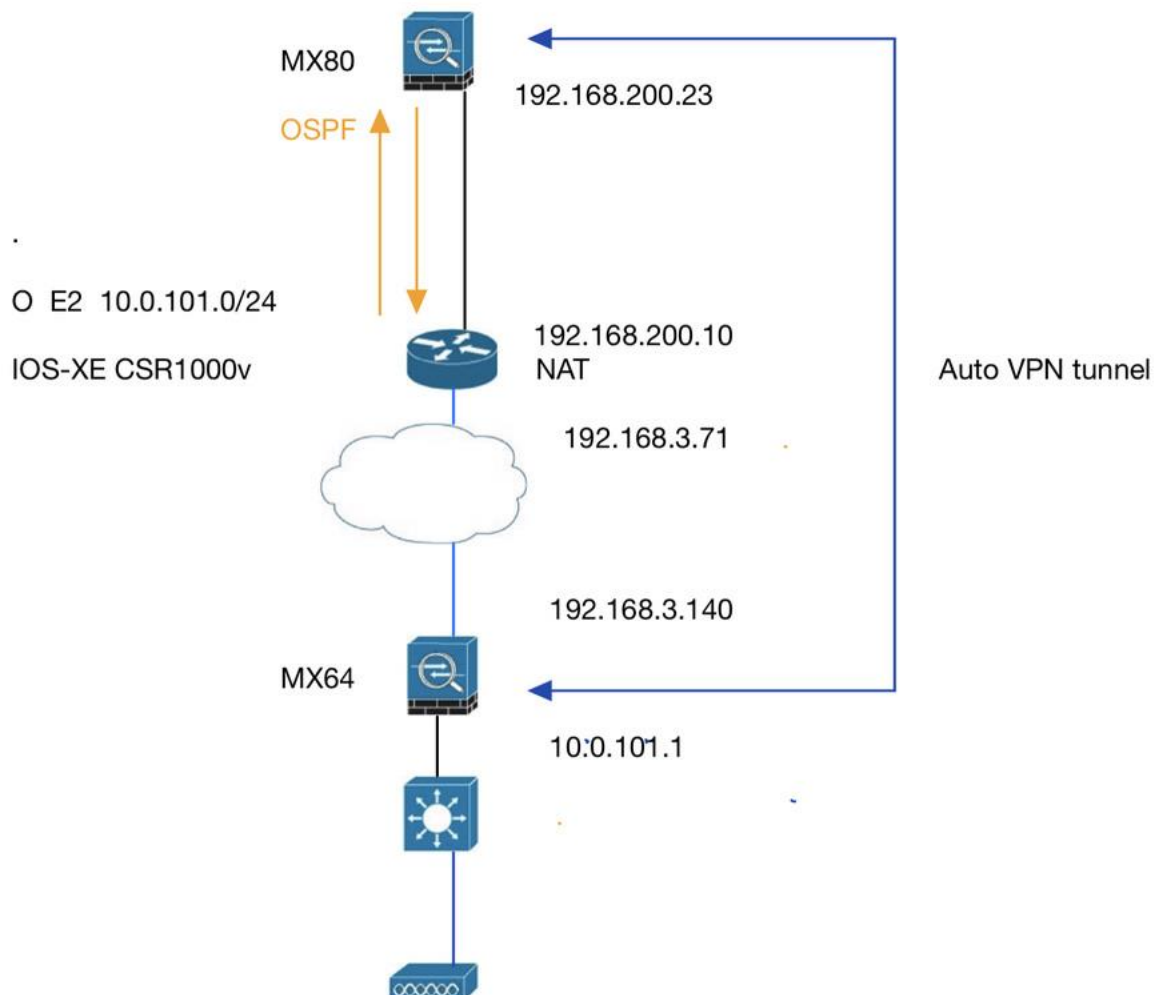 MX80
192.168.200.23
OSPF
.
O E2 10.0.101.0/24
192.168.200.10
IOS-XE CSR1000v
NAT
Auto VPN tunnel
192.168.3.71
192.168.3.140
MX64
10.0.101.1